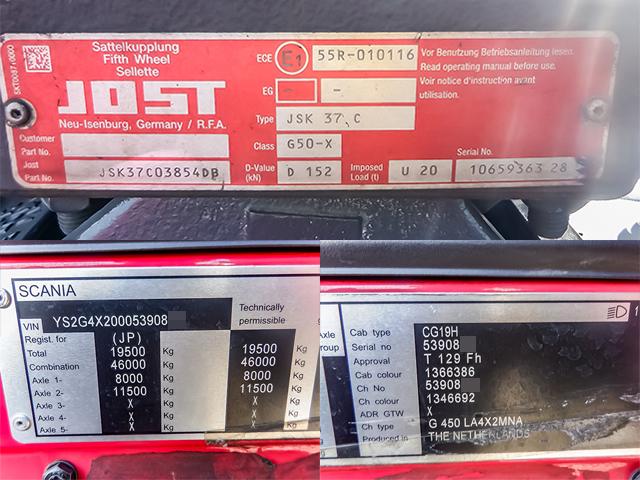 SKT0087/0000
Sattelkupplung
Fifth Wheel
Sellette
JOST
Neu-Isenburg, Germany / R.F.A.
Customer
Part No.
Jost
Part No.
JSK37C03854DB
ECE E1 55R-010116
EG - -
Type JSK 37 C
Class G50-X
D-Value
(kN)
D 152
Imposed
Load (t)
U 20
Vor Benutzung Betriebsanleitung lesen.
Read operating manual before use.
Voir notice d'instruction avant
utilisation.
Serial No.
10659363 28
SCANIA
VIN YS2G4X200053908
Technically
permissible
Reg. for: (JP)
Total 19500 Kg 19500 Kg
Combination 46000 Kg 46000 Kg
Axle 1- 8000 Kg 8000 Kg
Axle 2- 11500 Kg 11500 Kg
Axle 3- X Kg X Kg
Axle 4- X Kg X Kg
Axle 5- X Kg X Kg
Axle
group
1
Cab type CG19H
Serial no 53908
Approval T 129 Fh
Cab colour 1366386
Ch No 53908
Ch colour 1346692
ADR GTW X
Ch type G 450 LA4X2MNA
Produced in THE NETHERLANDS